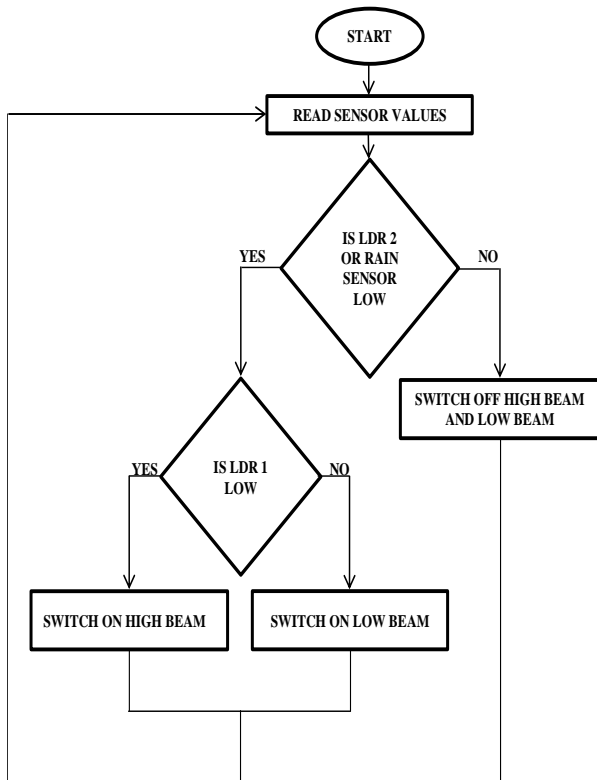 START
READ SENSOR VALUES
IS LDR 2
OR RAIN
SENSOR
LOW
YES
NO
SWITCH OFF HIGH BEAM
AND LOW BEAM
IS LDR 1
LOW
YES
NO
SWITCH ON HIGH BEAM
SWITCH ON LOW BEAM